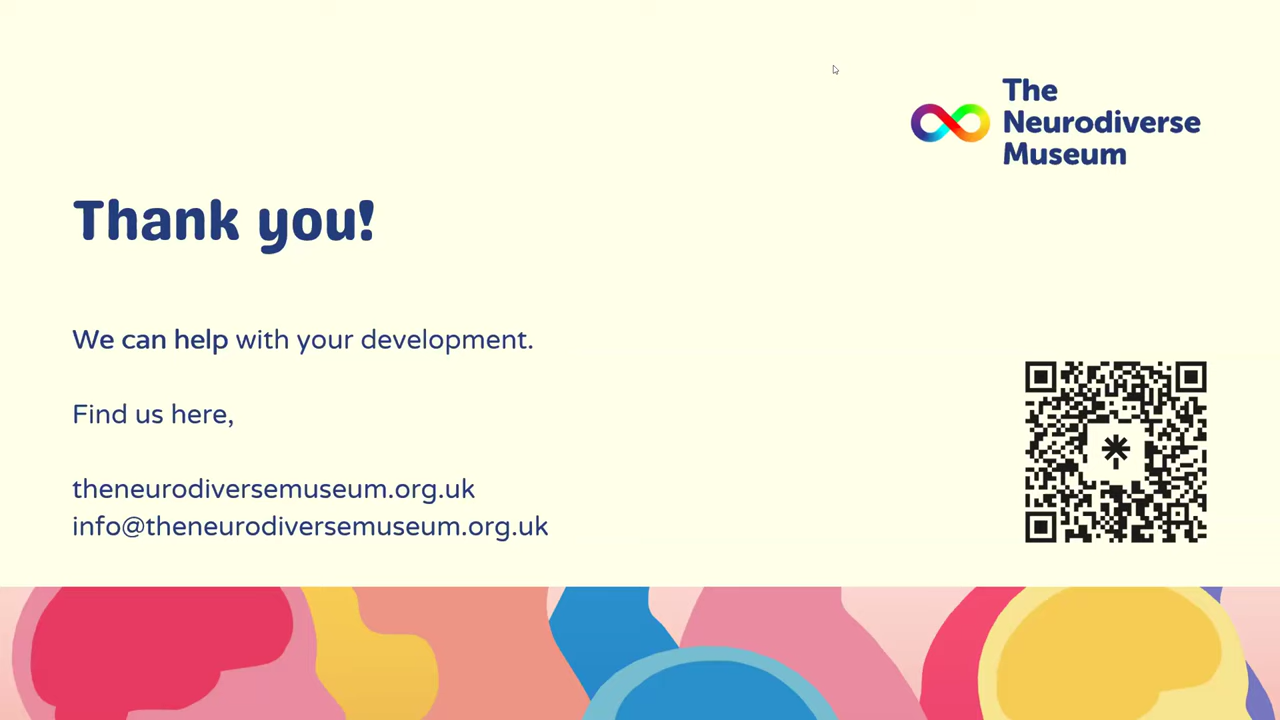 The
Neurodiverse
Museum
Thank you!
We can help with your development.
Find us here,
theneurodiversemuseum.org.uk
info@theneurodiversemuseum.org.uk